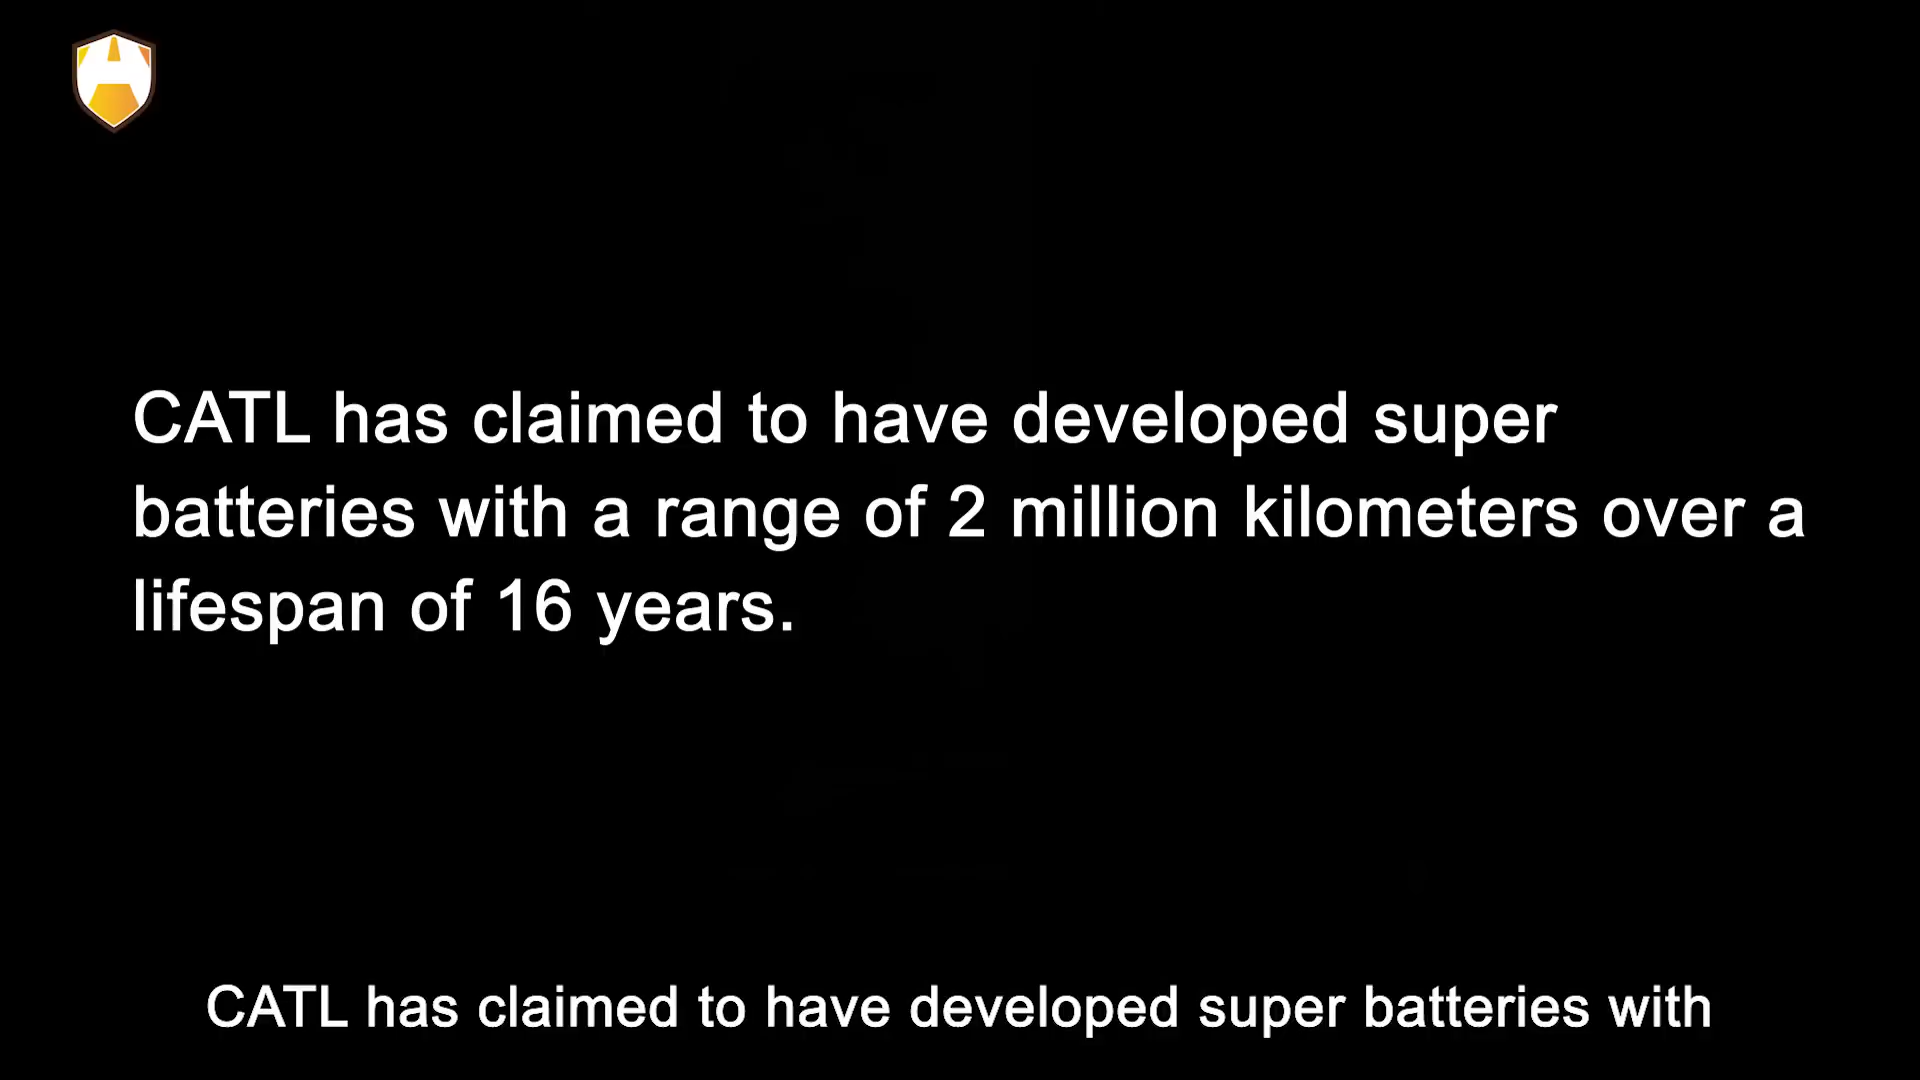 CATL has claimed to have developed super
batteries with a range of 2 million kilometers over a
lifespan of 16 years.
CATL has claimed to have developed super batteries with